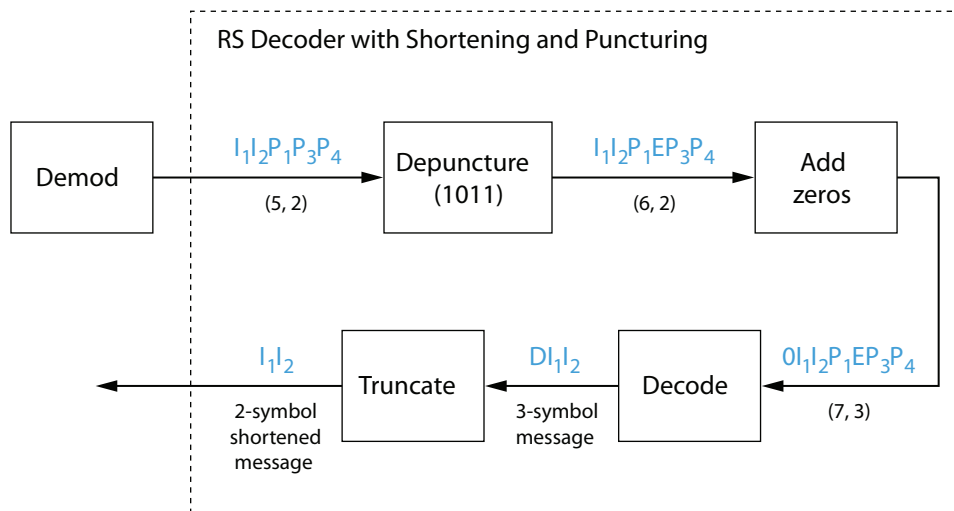 RS Decoder with Shortening and Puncturing
Demod
I₁I₂P₁P₃P₄
(5, 2)
Depuncture
(1011)
I₁I₂P₁EP₃P₄
(6, 2)
Add
zeros
0I₁I₂P₁EP₃P₄
(7, 3)
Decode
DI₁I₂
3-symbol
message
Truncate
I₁I₂
2-symbol
shortened
message